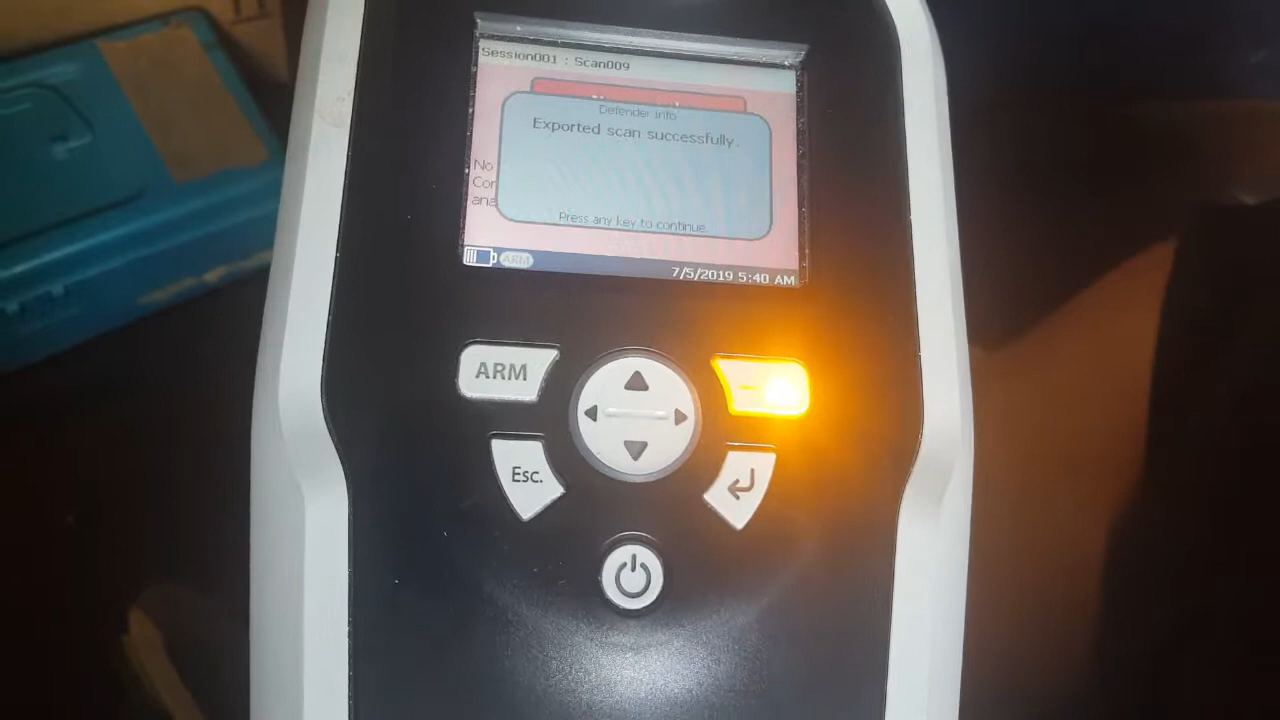 Session001 : Scan009
Defender Info
Exported scan successfully.
No
Con
ana
Press any key to continue.
ARM
7/5/2019 5:40 AM
ARM
Esc.